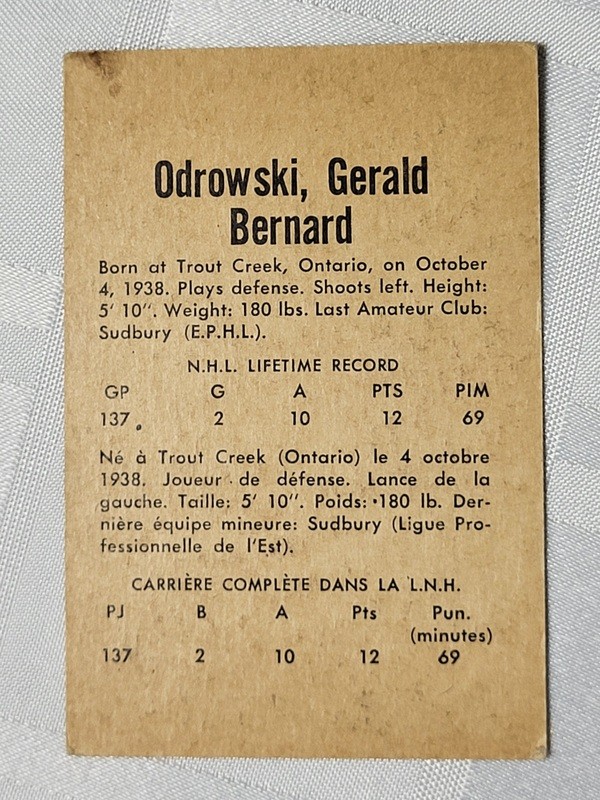 Odrowski, Gerald
Bernard
Born at Trout Creek, Ontario, on October
4, 1938. Plays defense. Shoots left. Height:
5' 10". Weight: 180 lbs. Last Amateur Club:
Sudbury (E.P.H.L.).
N.H.L. LIFETIME RECORD
GP G A PTS PIM
137 2 10 12 69
Né à Trout Creek (Ontario) le 4 octobre
1938. Joueur de défense. Lance de la
gauche. Taille: 5' 10". Poids: 180 lb. Der-
nière équipe mineure: Sudbury (Ligue Pro-
fessionnelle de l'Est).
CARRIÈRE COMPLÈTE DANS LA L.N.H.
PJ B A Pts Pun.
(minutes)
137 2 10 12 69